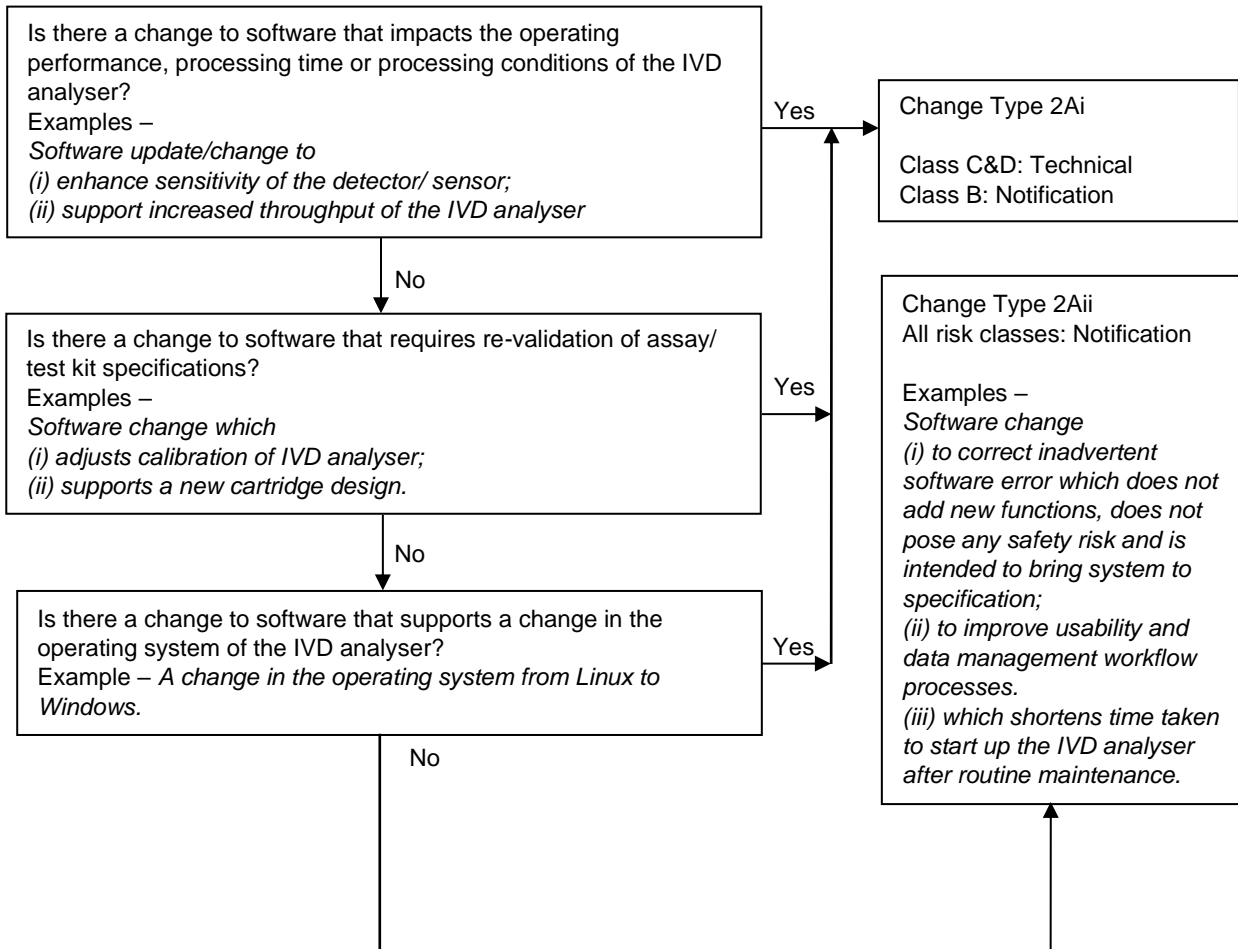 Is there a change to software that impacts the operating
performance, processing time or processing conditions of the IVD
analyser?
Examples –
Software update/change to
(i) enhance sensitivity of the detector/ sensor;
(ii) support increased throughput of the IVD analyser
Yes
Change Type 2Ai
Class C&D: Technical
Class B: Notification
No
Is there a change to software that requires re-validation of assay/
test kit specifications?
Examples –
Software change which
(i) adjusts calibration of IVD analyser;
(ii) supports a new cartridge design.
Yes
No
Is there a change to software that supports a change in the
operating system of the IVD analyser?
Example – A change in the operating system from Linux to
Windows.
Yes
No
Change Type 2Aii
All risk classes: Notification
Examples –
Software change
(i) to correct inadvertent
software error which does not
add new functions, does not
pose any safety risk and is
intended to bring system to
specification;
(ii) to improve usability and
data management workflow
processes.
(iii) which shortens time taken
to start up the IVD analyser
after routine maintenance.